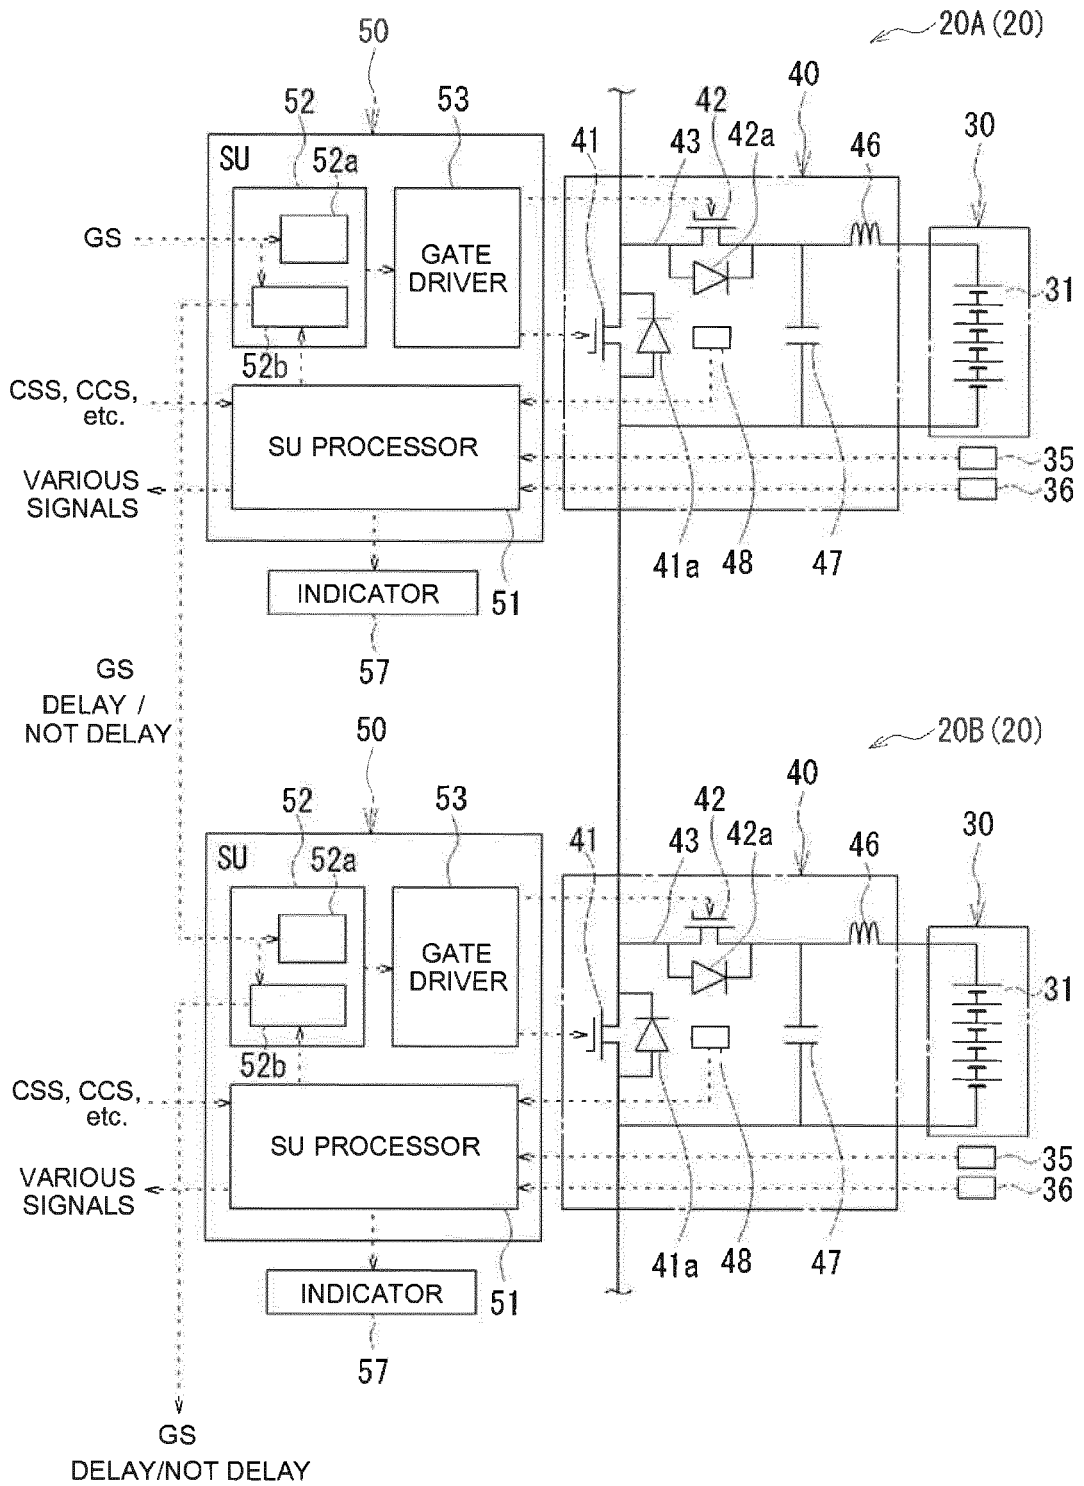 20A(20)
50
40
52
53
42
42a
41
43
46
30
SU
52a
GS
GATE
DRIVER
31
52b
CSS, CCS,
etc.
SU PROCESSOR
35
VARIOUS
SIGNALS
36
41a
48
47
INDICATOR
51
57
GS
DELAY /
NOT DELAY
20B(20)
50
40
52
53
42
42a
41
43
46
30
SU
52a
GATE
DRIVER
31
52b
CSS, CCS,
etc.
SU PROCESSOR
35
VARIOUS
SIGNALS
36
41a
48
47
INDICATOR
51
57
GS
DELAY/NOT DELAY